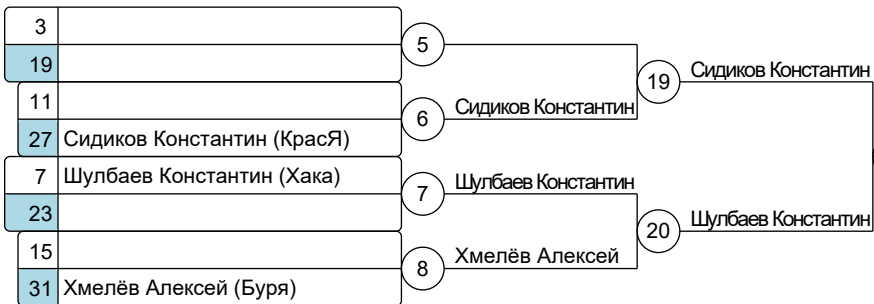 3
19
5
11
27 Сидиков Константин (КрасЯ)
6
Сидиков Константин
19
Сидиков Константин
7 Шулбаев Константин (Хака)
23
7
Шулбаев Константин
15
31 Хмелёв Алексей (Буря)
8
Хмелёв Алексей
20
Шулбаев Константин